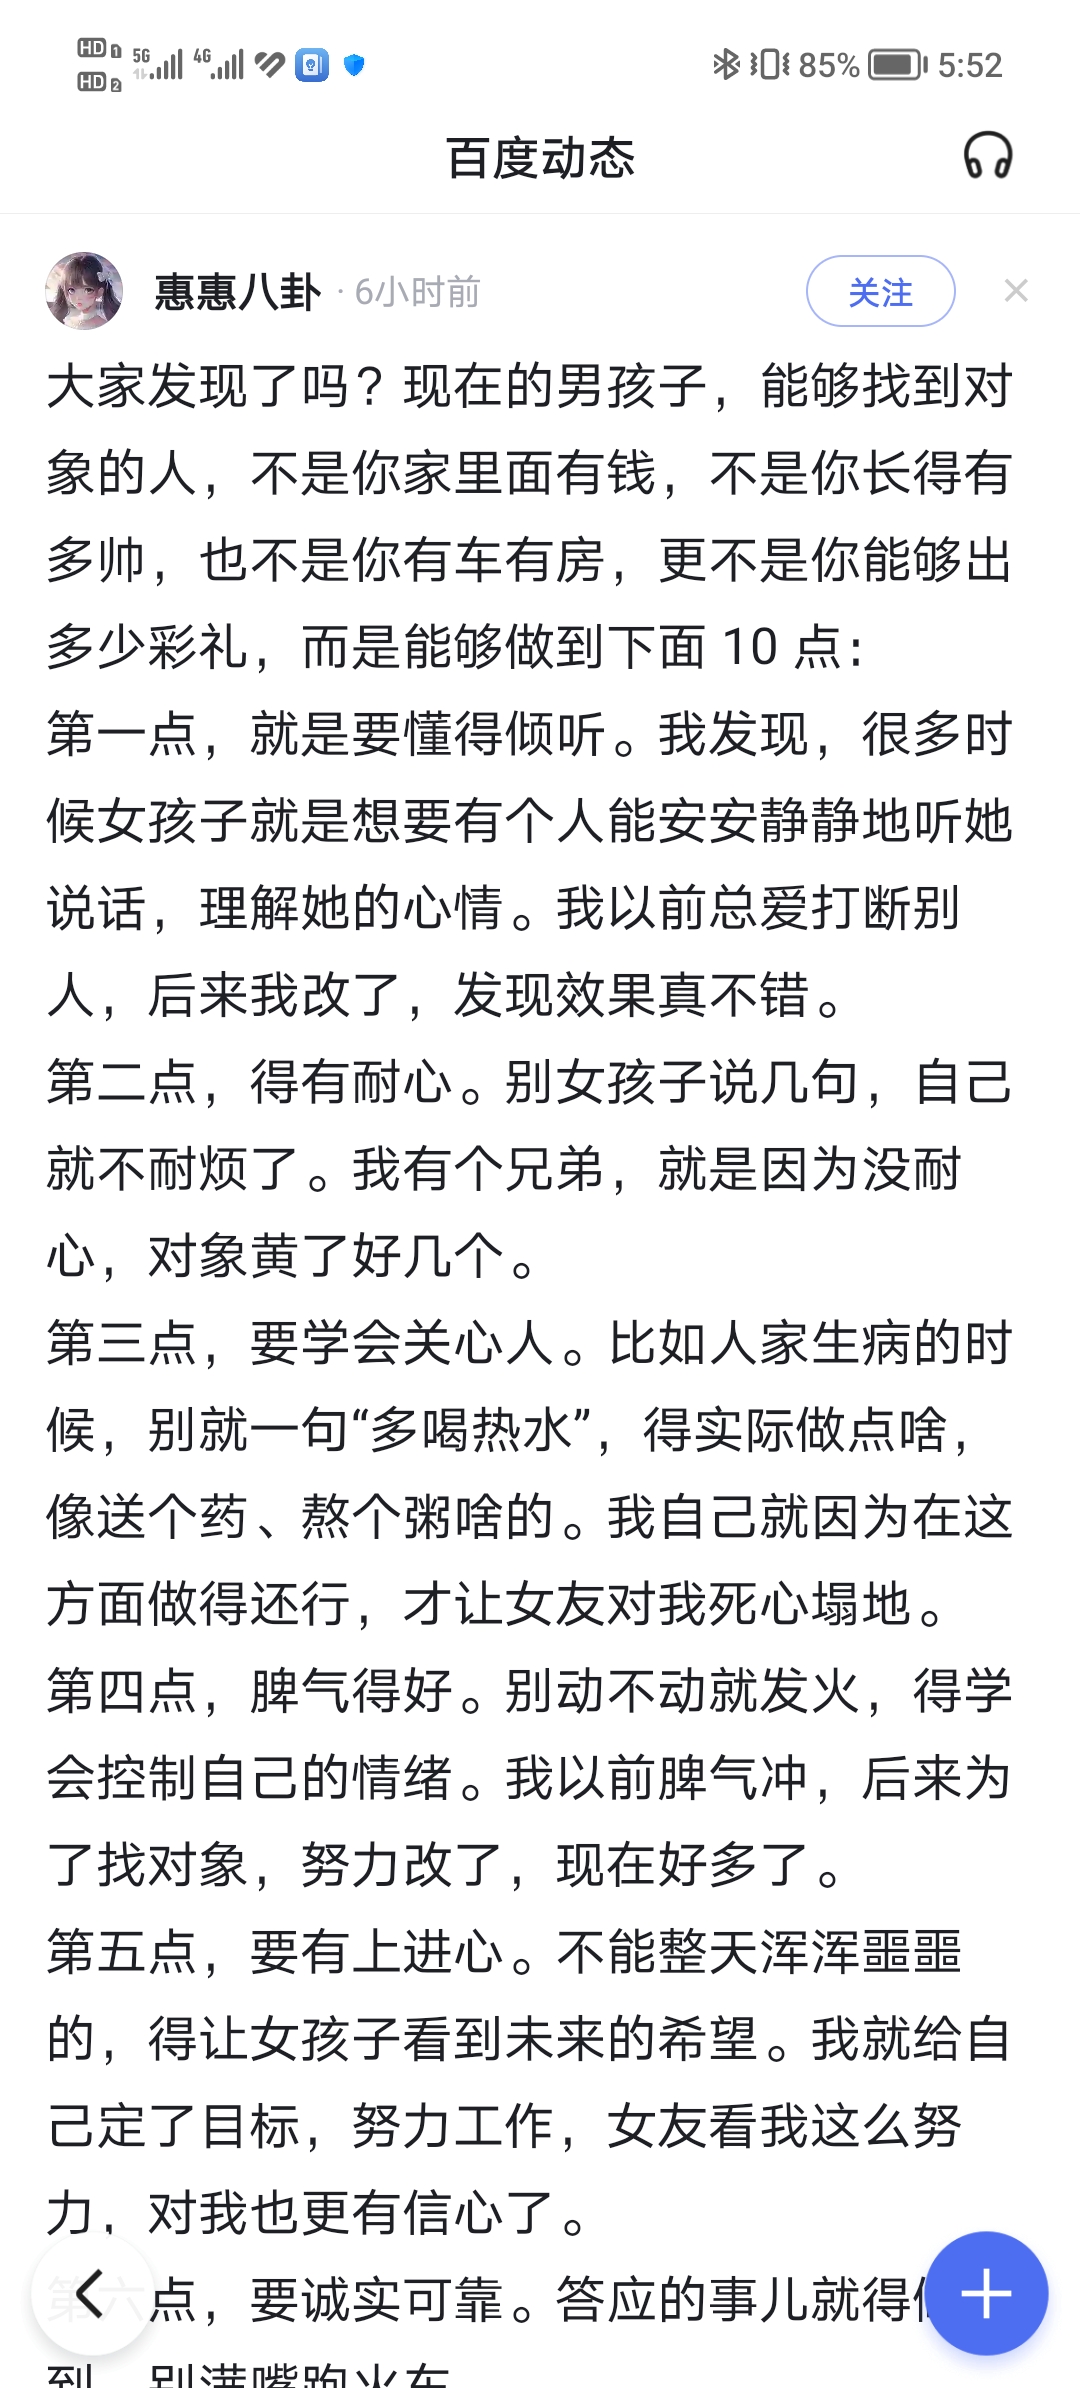 HD 1 5G 4G 85% 5:52
HD 2
百度动态
惠惠八卦 · 6小时前 关注
大家发现了吗？现在的男孩子，能够找到对
象的人，不是你家里面有钱，不是你长得有
多帅，也不是你有车有房，更不是你能够出
多少彩礼，而是能够做到下面 10 点：
第一点，就是要懂得倾听。我发现，很多时
候女孩子就是想要有个人能安安静静地听她
说话，理解她的心情。我以前总爱打断别
人，后来我改了，发现效果真不错。
第二点，得有耐心。别女孩子说几句，自己
就不耐烦了。我有个兄弟，就是因为没耐
心，对象黄了好几个。
第三点，要学会关心人。比如人家生病的时
候，别就一句“多喝热水”，得实际做点啥，
像送个药、熬个粥啥的。我自己就因为在这
方面做得还行，才让女友对我死心塌地。
第四点，脾气得好。别动不动就发火，得学
会控制自己的情绪。我以前脾气冲，后来为
了找对象，努力改了，现在好多了。
第五点，要有上进心。不能整天浑浑噩噩
的，得让女孩子看到未来的希望。我就给自
己定了目标，努力工作，女友看我这么努
力，对我也更有信心了。
第六点，要诚实可靠。答应的事儿就得
到，别满嘴跑火车